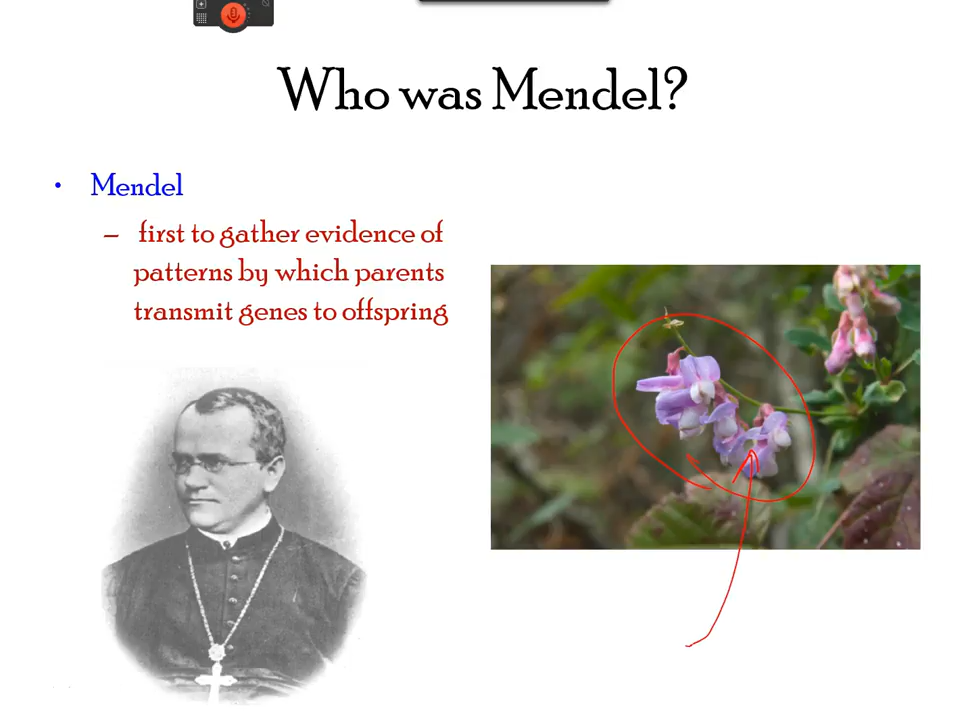 Who was Mendel?
• Mendel
– first to gather evidence of
patterns by which parents
transmit genes to offspring